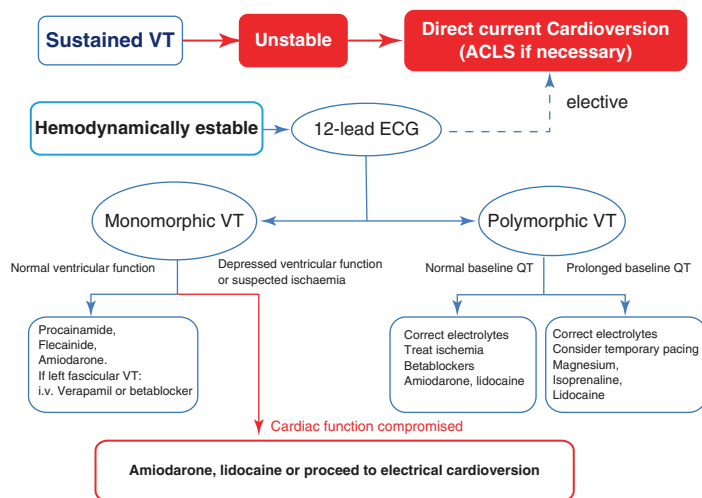 Sustained VT
Unstable
Direct current Cardioversion
(ACLS if necessary)
elective
Hemodynamically estable
12-lead ECG
Monomorphic VT
Polymorphic VT
Normal ventricular function
Depressed ventricular function
or suspected ischaemia
Normal baseline QT
Prolonged baseline QT
Procainamide,
Flecainide,
Amiodarone.
If left fascicular VT:
i.v. Verapamil or betablocker
Correct electrolytes
Treat ischemia
Betablockers
Amiodarone, lidocaine
Correct electrolytes
Consider temporary pacing
Magnesium,
Isoprenaline,
Lidocaine
Cardiac function compromised
Amiodarone, lidocaine or proceed to electrical cardioversion